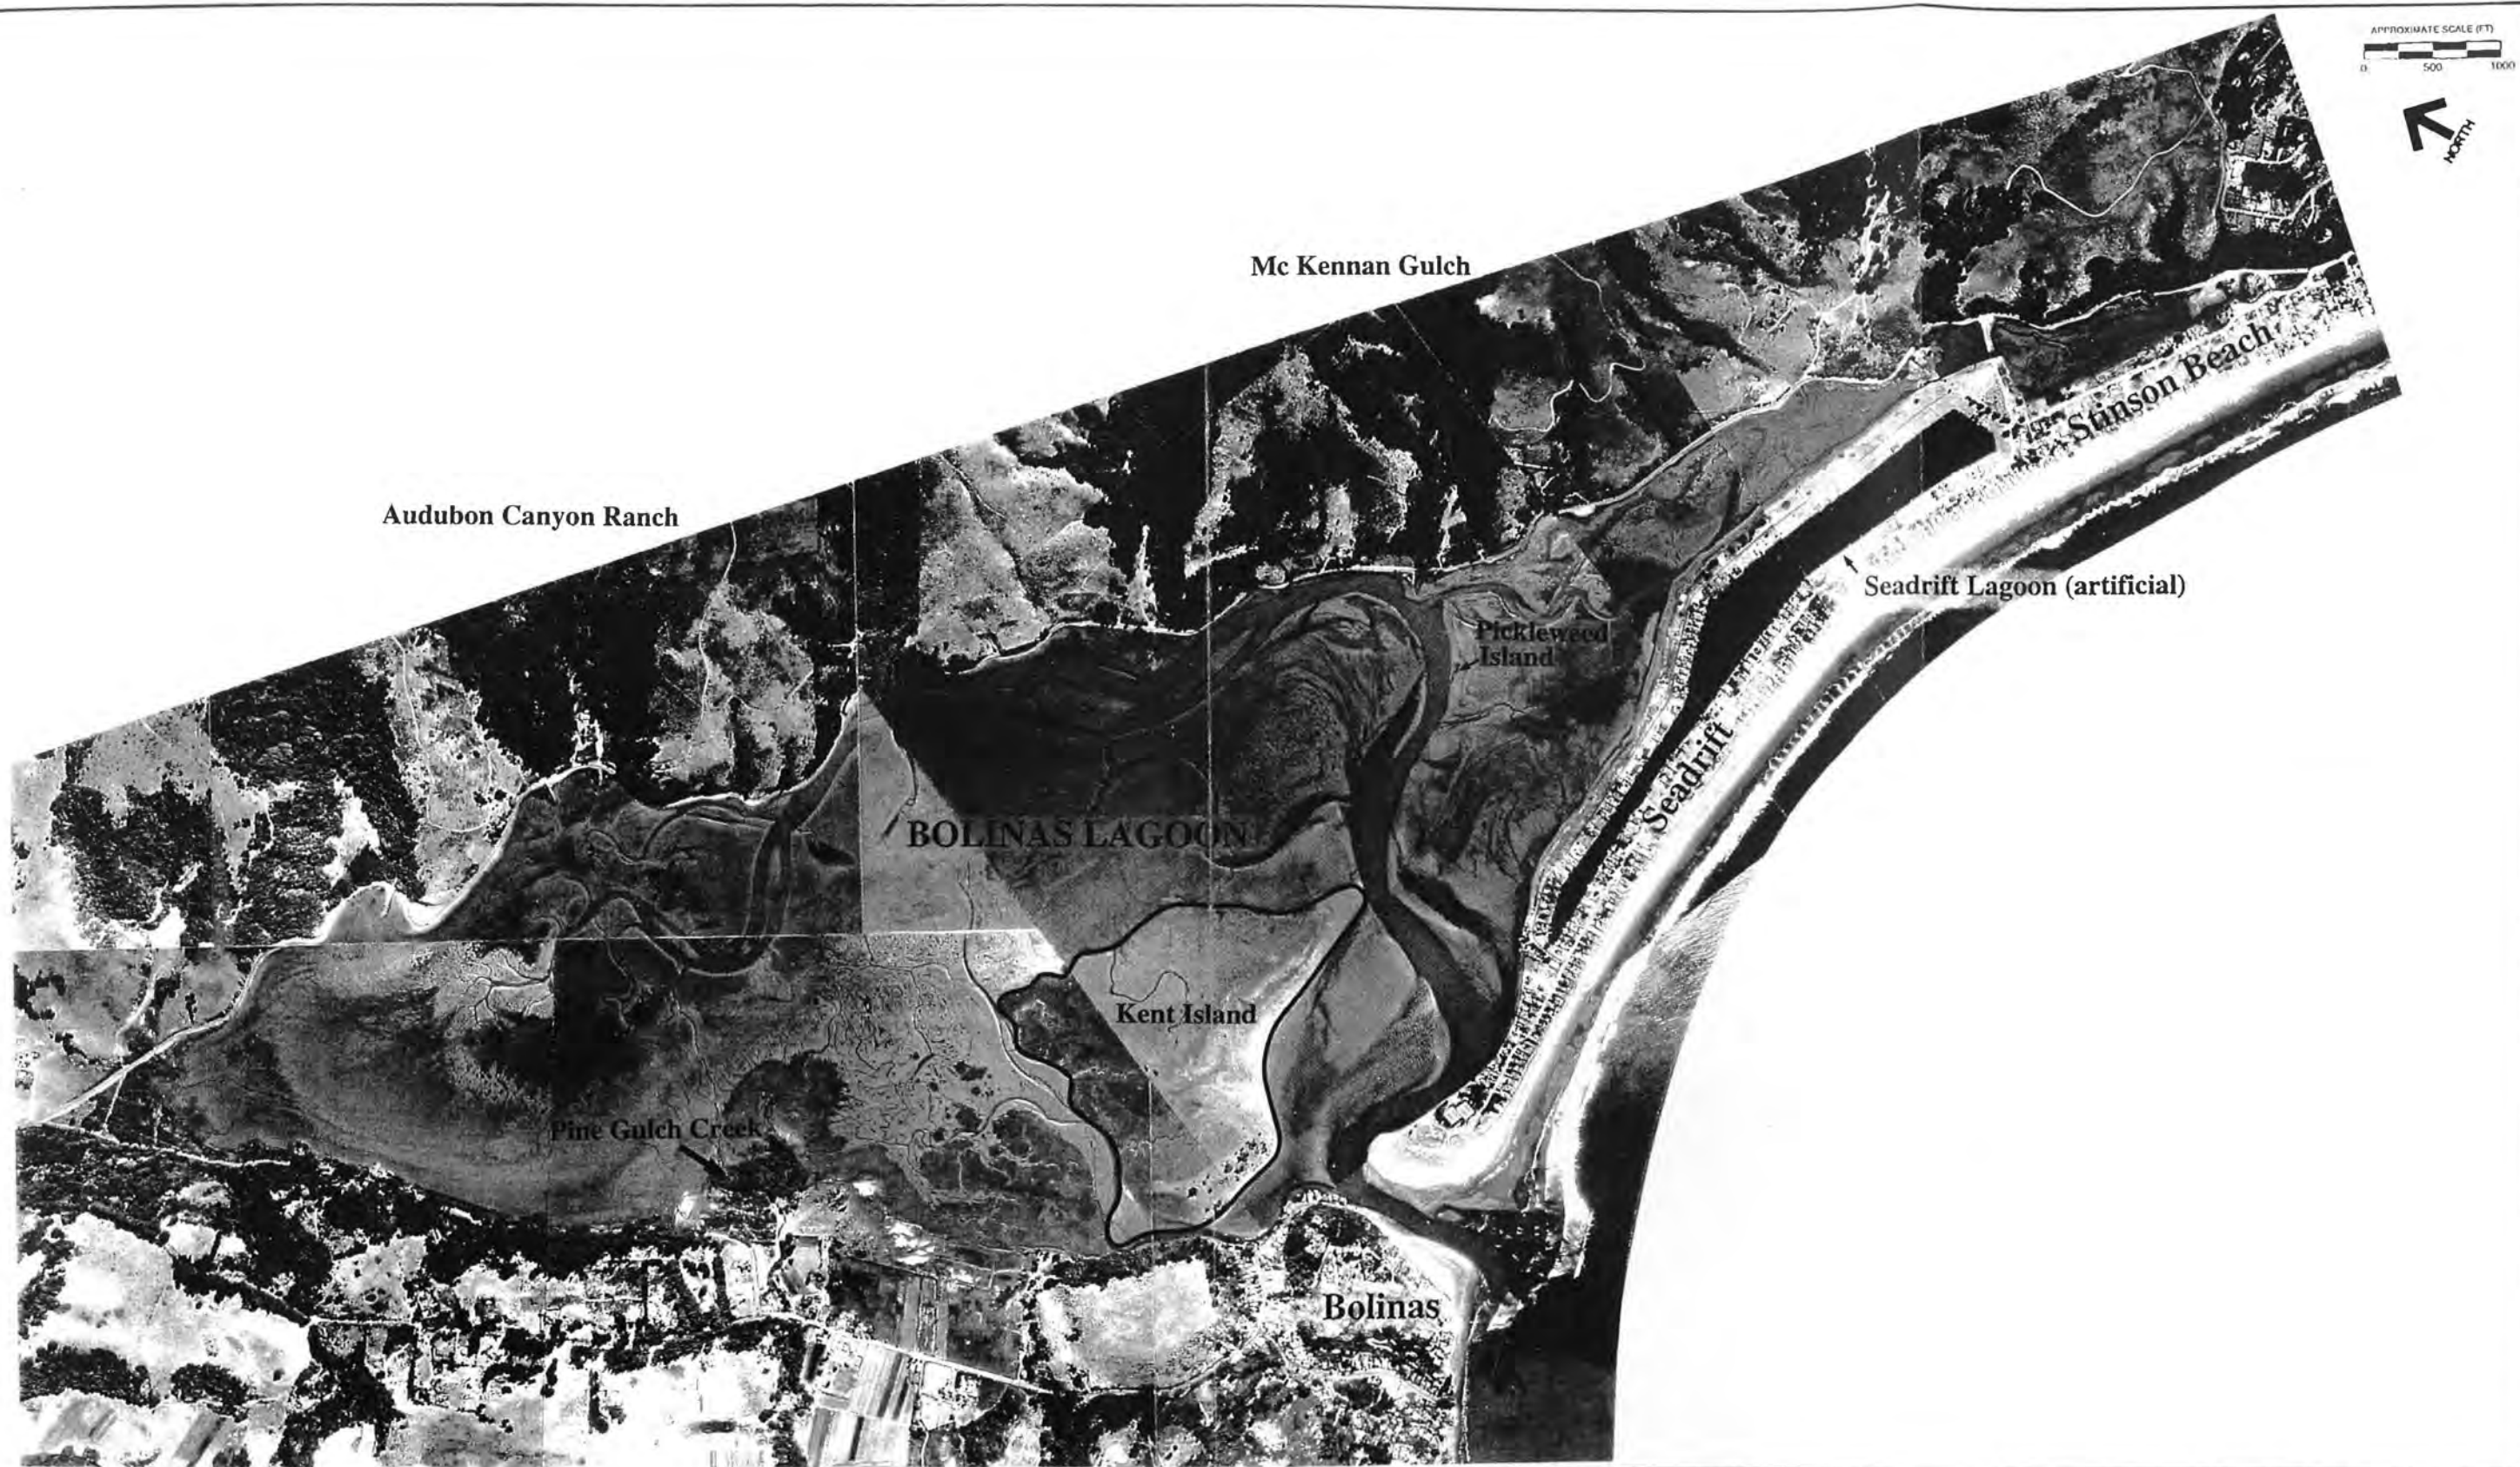 APPROXIMATE SCALE (FT)
0 500 1000
NORTH
Mc Kennan Gulch
Stinson Beach
Audubon Canyon Ranch
Seadrift Lagoon (artificial)
Pickleweed
Island
Seadrift
BOLINAS LAGOON
Kent Island
Pine Gulch Creek
Bolinas